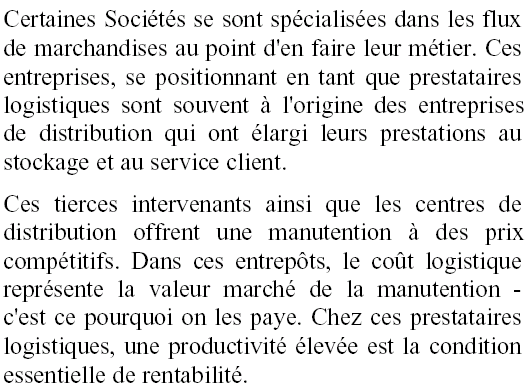 Certaines Sociétés se sont spécialisées dans les flux
de marchandises au point d'en faire leur métier. Ces
entreprises, se positionnant en tant que prestataires
logistiques sont souvent à l'origine des entreprises
de distribution qui ont élargi leurs prestations au
stockage et au service client.
Ces tierces intervenants ainsi que les centres de
distribution offrent une manutention à des prix
compétitifs. Dans ces entrepôts, le coût logistique
représente la valeur marché de la manutention -
c'est ce pourquoi on les paye. Chez ces prestataires
logistiques, une productivité élevée est la condition
essentielle de rentabilité.